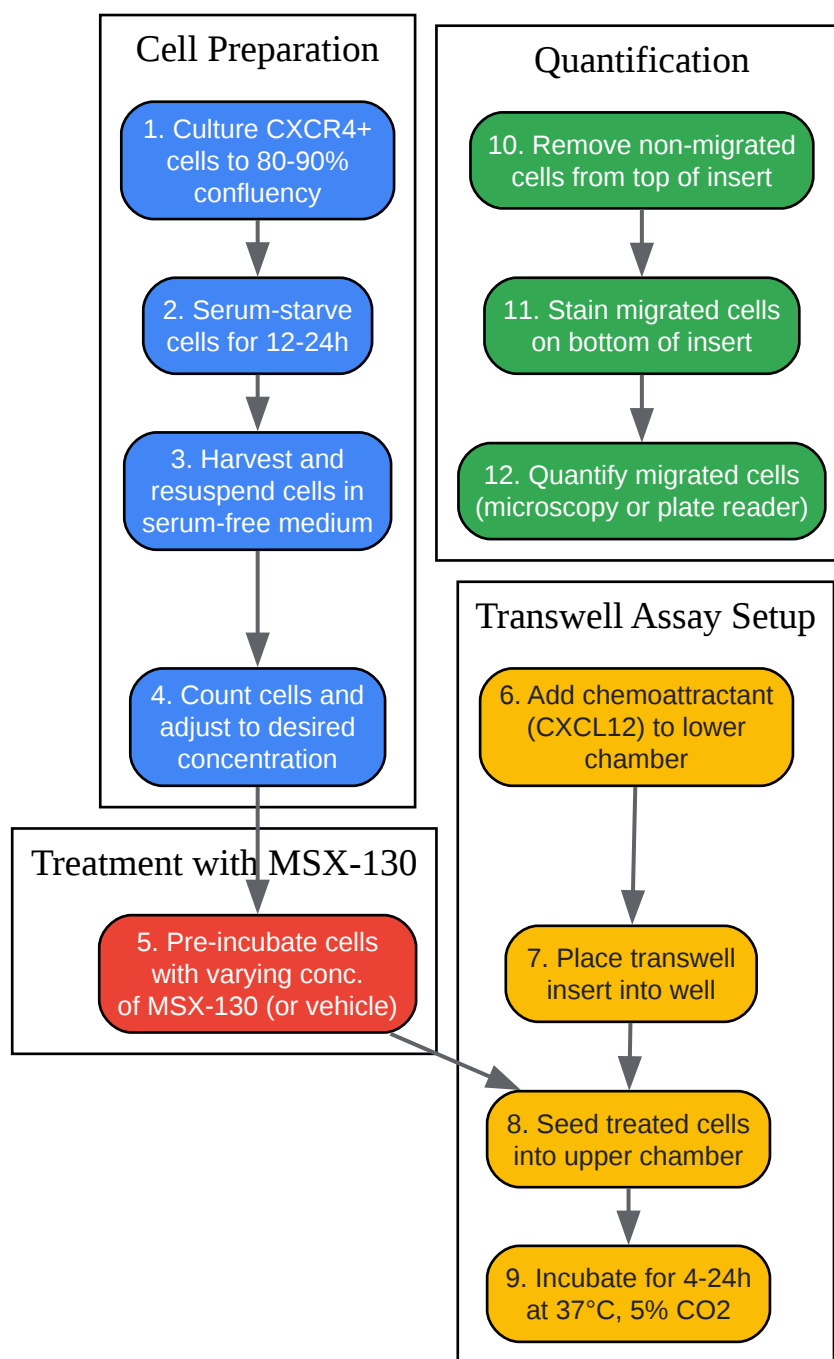 Cell Preparation
1. Culture CXCR4+
cells to 80-90%
confluency
2. Serum-starve
cells for 12-24h
3. Harvest and
resuspend cells in
serum-free medium
4. Count cells and
adjust to desired
concentration
Treatment with MSX-130
5. Pre-incubate cells
with varying conc.
of MSX-130 (or vehicle)
Transwell Assay Setup
6. Add chemoattractant
(CXCL12) to lower
chamber
7. Place transwell
insert into well
8. Seed treated cells
into upper chamber
9. Incubate for 4-24h
at 37°C, 5% CO2
Quantification
10. Remove non-migrated
cells from top of insert
11. Stain migrated cells
on bottom of insert
12. Quantify migrated cells
(microscopy or plate reader)